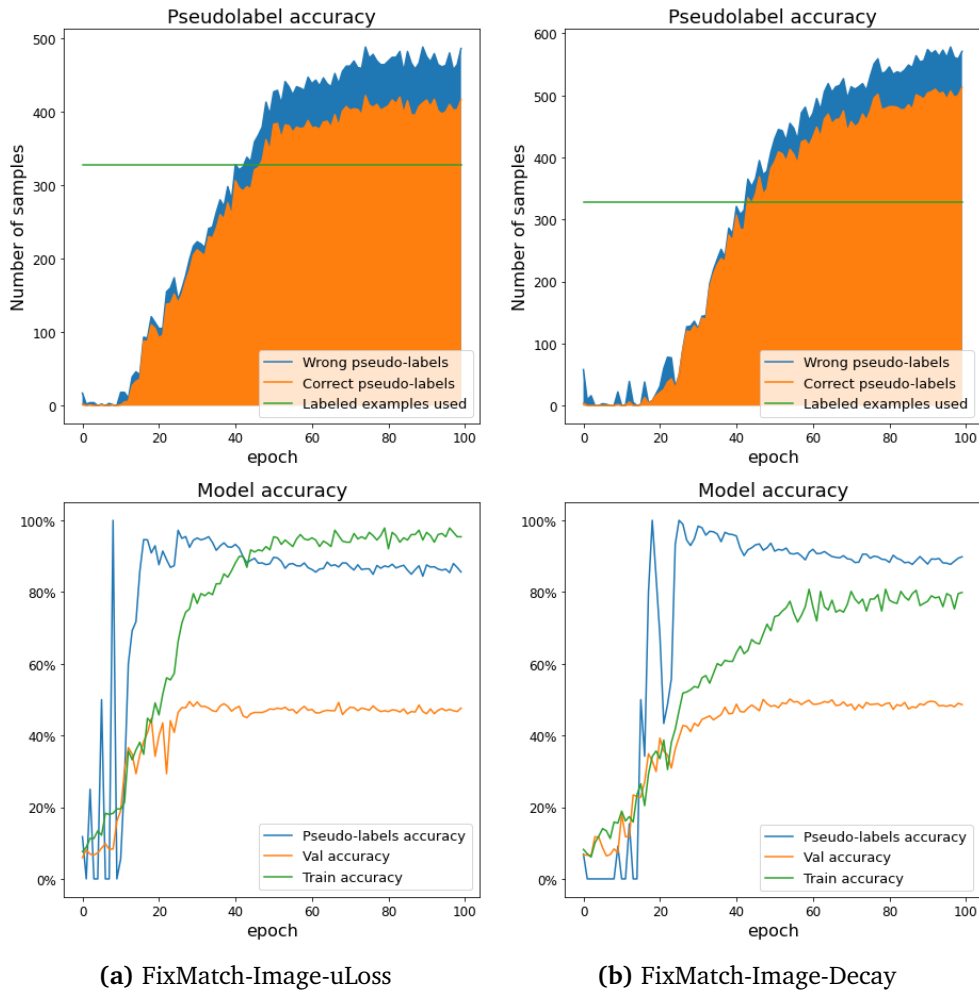 Pseudolabel accuracy
Number of samples
500
400
300
200
100
0
Wrong pseudo-labels
Correct pseudo-labels
Labeled examples used
0 20 40 60 80 100
epoch
Pseudolabel accuracy
Number of samples
600
500
400
300
200
100
0
Wrong pseudo-labels
Correct pseudo-labels
Labeled examples used
0 20 40 60 80 100
epoch
Model accuracy
100%
80%
60%
40%
20%
0%
Pseudo-labels accuracy
Val accuracy
Train accuracy
0 20 40 60 80 100
epoch
Model accuracy
100%
80%
60%
40%
20%
0%
Pseudo-labels accuracy
Val accuracy
Train accuracy
0 20 40 60 80 100
epoch
(a) FixMatch-Image-uLoss
(b) FixMatch-Image-Decay